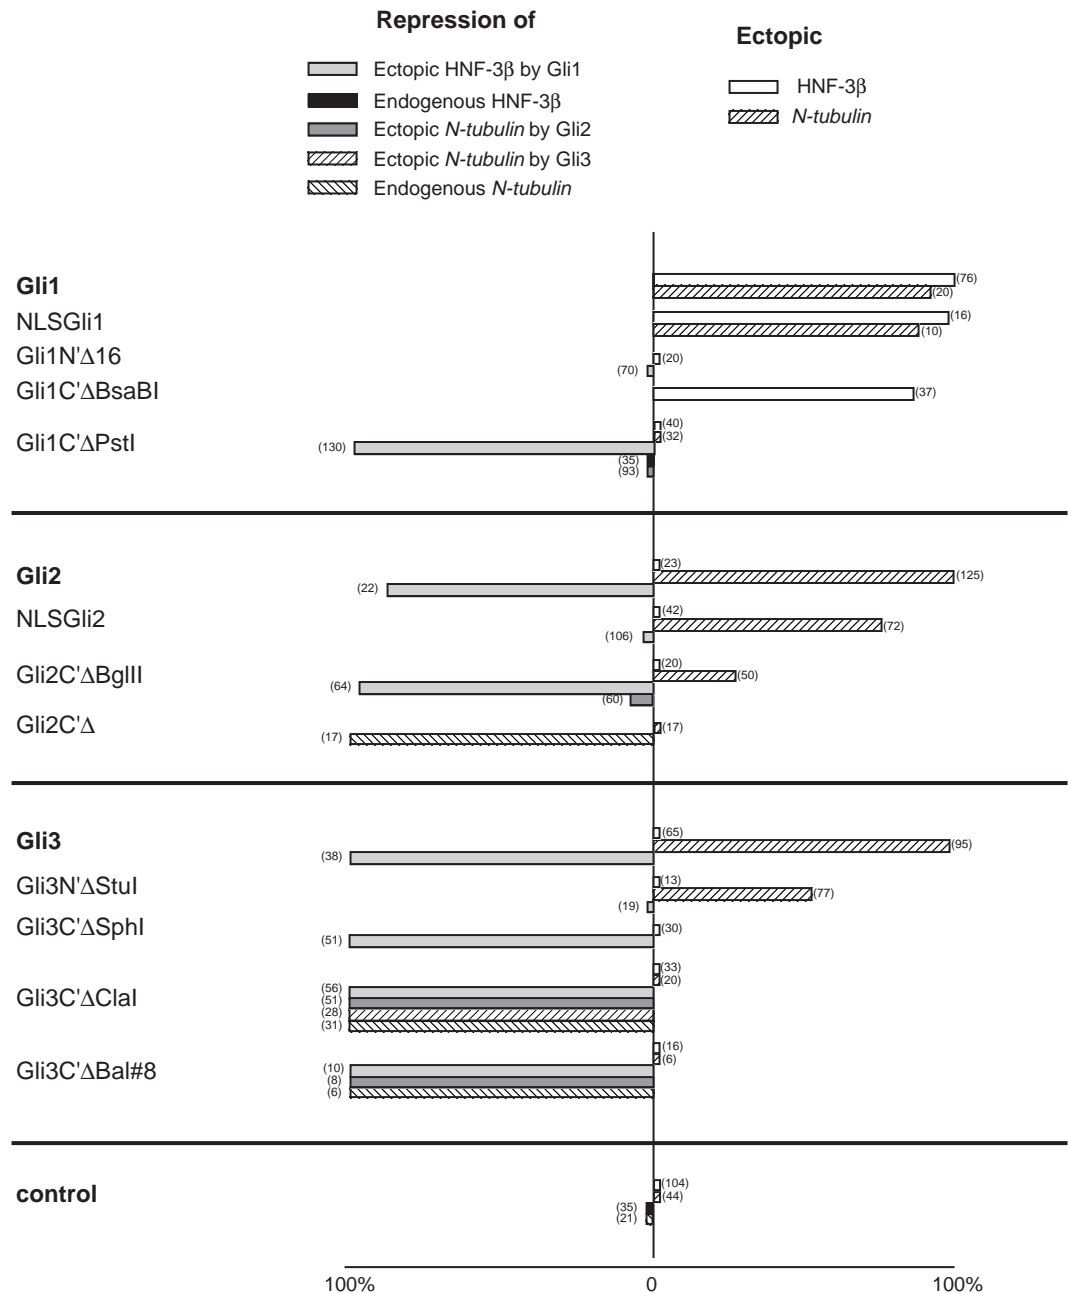 Repression of
Ectopic HNF-3β by Gli1
Endogenous HNF-3β
Ectopic N-tubulin by Gli2
Ectopic N-tubulin by Gli3
Endogenous N-tubulin
Ectopic
HNF-3β
N-tubulin
Gli1
(76)
(20)
NLSGli1
(16)
(10)
Gli1N'Δ16
(20)
(70)
Gli1C'ΔBsaBI
(37)
Gli1C'ΔPstI
(40)
(32)
(130)
(35)
(93)
Gli2
(23)
(125)
(22)
NLSGli2
(42)
(72)
(106)
Gli2C'ΔBglII
(20)
(50)
(64)
(60)
Gli2C'Δ
(17)
(17)
Gli3
(65)
(95)
(38)
Gli3N'ΔStuI
(13)
(77)
(19)
Gli3C'ΔSphI
(30)
(51)
Gli3C'ΔClaI
(33)
(20)
(56)
(51)
(28)
(31)
Gli3C'ΔBal#8
(16)
(6)
(10)
(8)
(6)
control
(104)
(44)
(35)
(21)
100% 0 100%